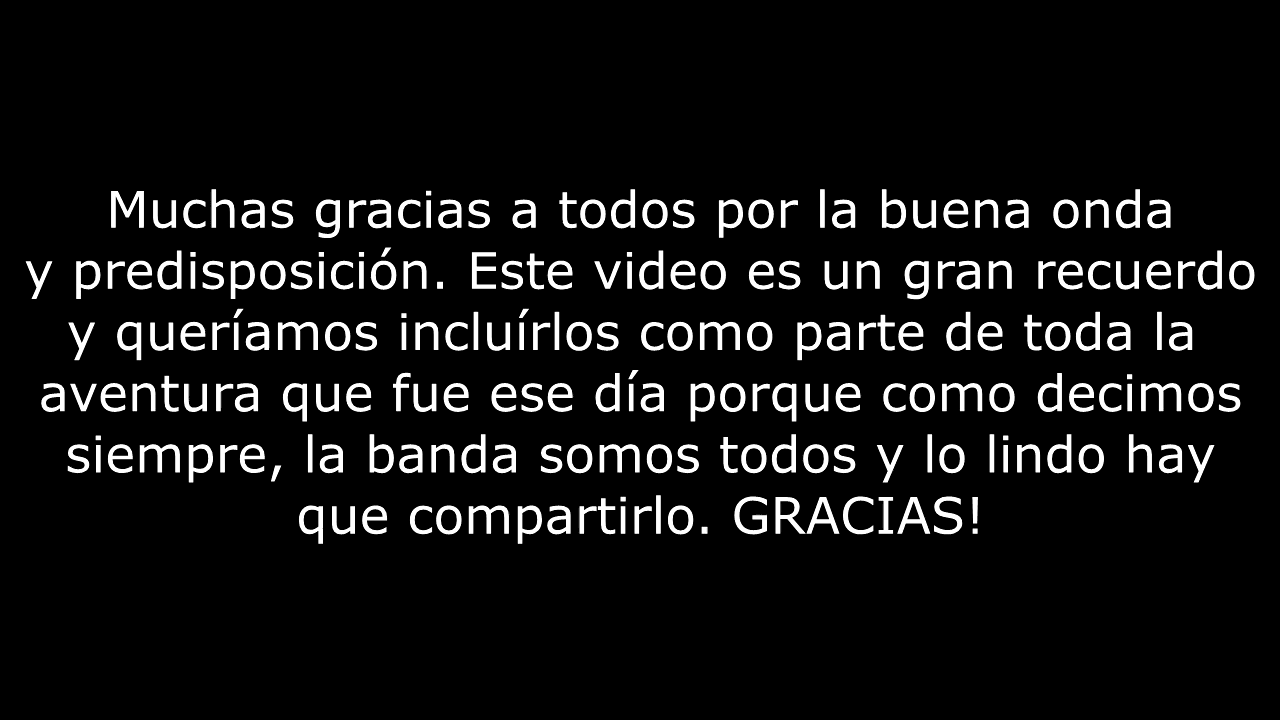 Muchas gracias a todos por la buena onda
y predisposición. Este video es un gran recuerdo
y queríamos incluírlos como parte de toda la
aventura que fue ese día porque como decimos
siempre, la banda somos todos y lo lindo hay
que compartirlo. GRACIAS!